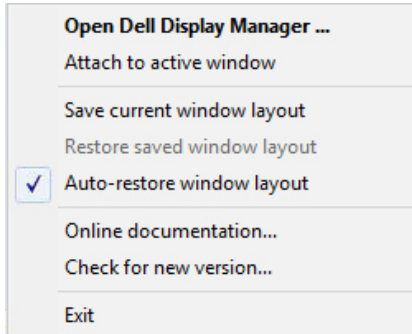 Open Dell Display Manager ...
Attach to active window
Save current window layout
Restore saved window layout
Auto-restore window layout
Online documentation...
Check for new version...
Exit